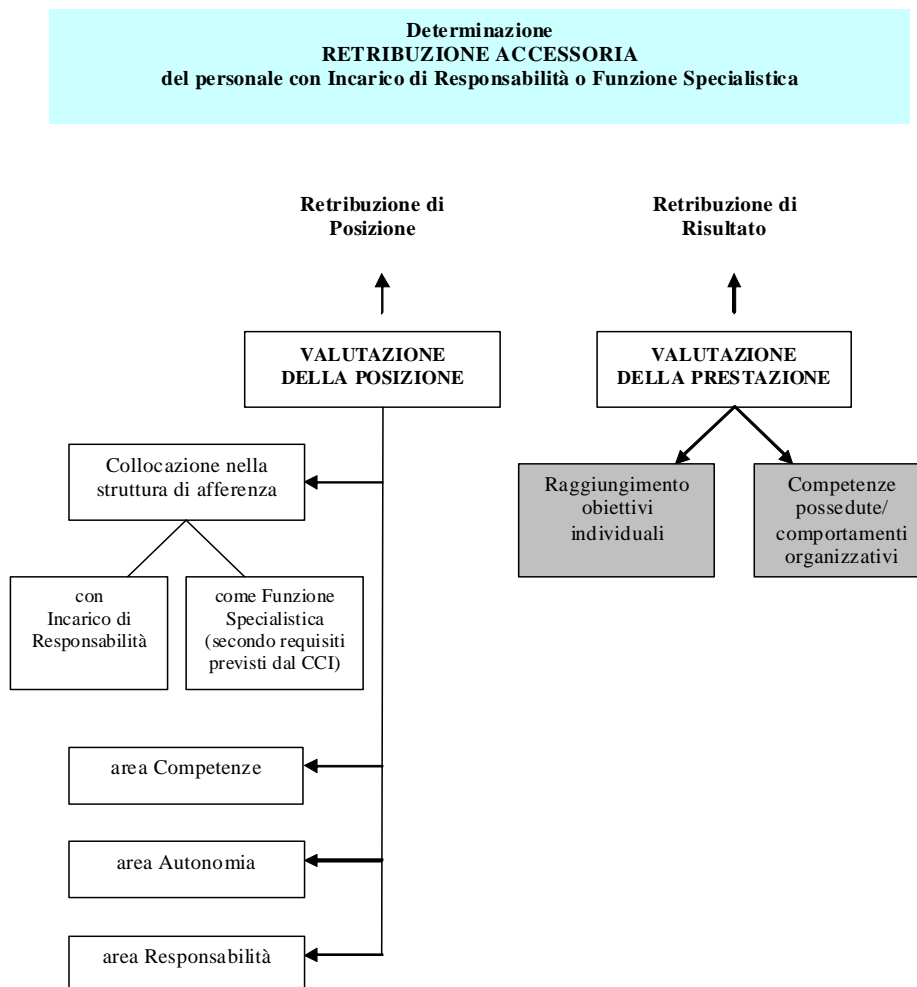 Determinazione
RETRIBUZIONE ACCESSORIA
del personale con Incarico di Responsabilità o Funzione Specialistica
Retribuzione di
Posizione
Retribuzione di
Risultato
VALUTAZIONE
DELLA POSIZIONE
VALUTAZIONE
DELLA PRESTAZIONE
Collocazione nella
struttura di afferenza
Raggiungimento
obiettivi
individuali
Competenze
possedute/
comportamenti
organizzativi
con
Incarico di
Responsabilità
come Funzione
Specialistica
(secondo requisiti
previsti dal CCI)
area Competenze
area Autonomia
area Responsabilità